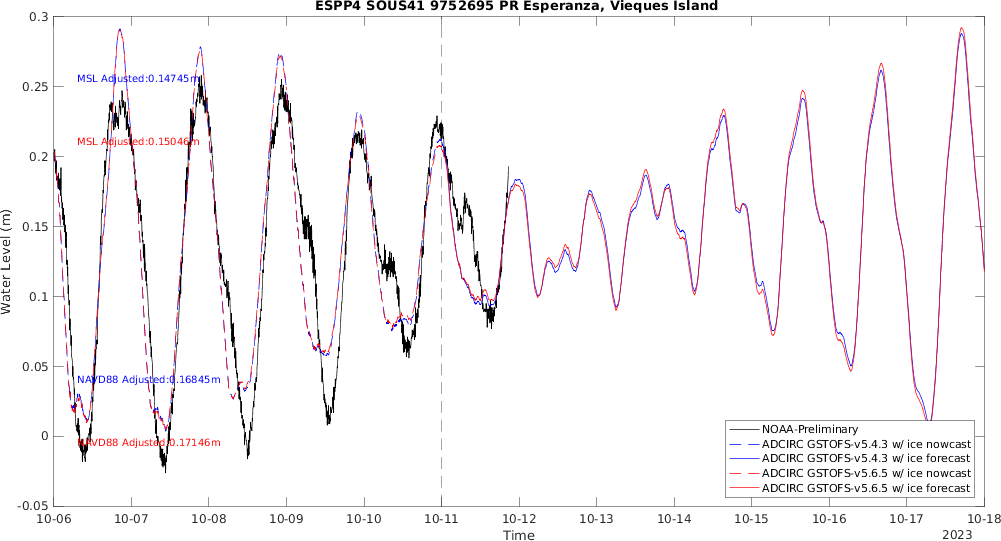 ESPP4 SOUS41 9752695 PR Esperanza, Vieques Island
0.3
0.25
0.2
0.15
0.1
0.05
0
-0.05
Water Level (m)
MSL Adjusted:0.14745m
MSL Adjusted:0.15046m
NAVD88 Adjusted:0.16845m
NAVD88 Adjusted:0.17146m
NOAA-Preliminary
ADCIRC GSTOFS-v5.4.3 w/ ice nowcast
ADCIRC GSTOFS-v5.4.3 w/ ice forecast
ADCIRC GSTOFS-v5.6.5 w/ ice nowcast
ADCIRC GSTOFS-v5.6.5 w/ ice forecast
10-06 10-07 10-08 10-09 10-10 10-11 10-12 10-13 10-14 10-15 10-16 10-17 10-18
Time
2023